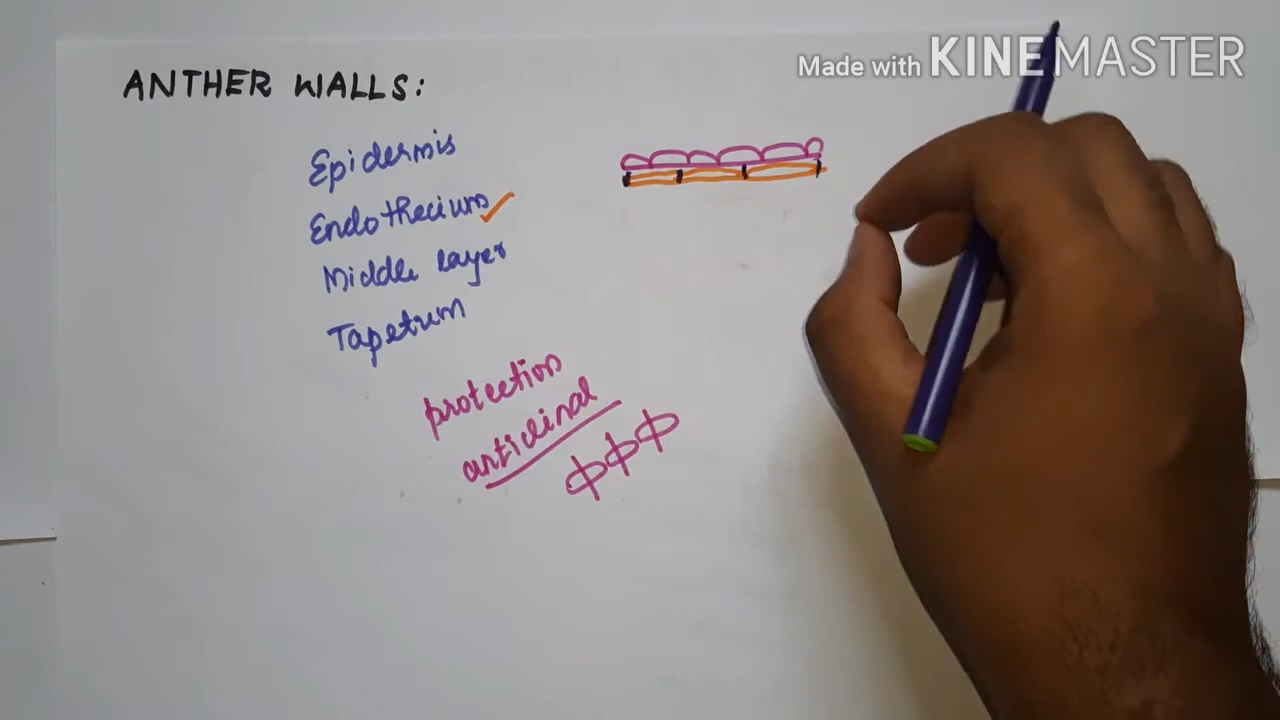 Made with KINEMASTER
ANTHER WALLS:
Epidermis
Endothecium
Middle layer
Tapetum
protection
anticlinal